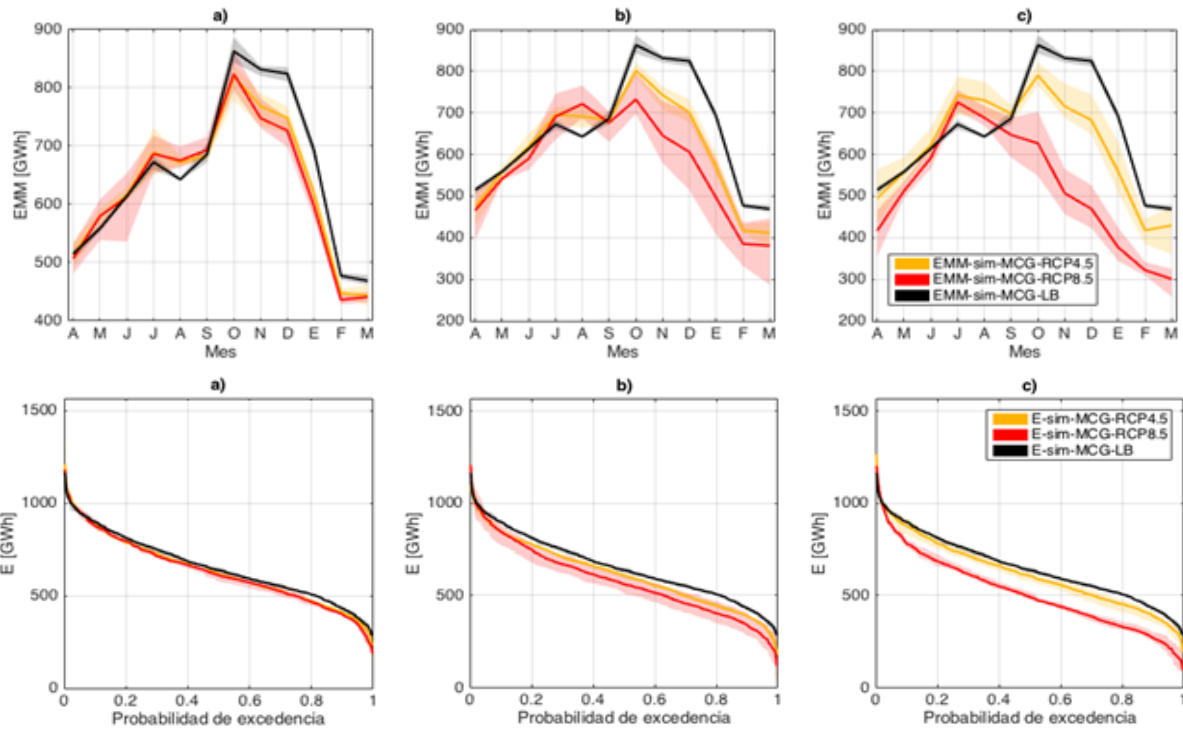 a)
900
800
700
600
500
400
EMM [GWh]
A M J J A S O N D E F M
Mes
b)
900
800
700
600
500
400
300
200
EMM [GWh]
A M J J A S O N D E F M
Mes
c)
900
800
700
600
500
400
300
200
EMM [GWh]
EMM-sim-MCG-RCP4.5
EMM-sim-MCG-RCP8.5
EMM-sim-MCG-LB
A M J J A S O N D E F M
Mes
a)
1500
1000
500
0
E [GWh]
0 0.2 0.4 0.6 0.8 1
Probabilidad de excedencia
b)
1500
1000
500
0
E [GWh]
0 0.2 0.4 0.6 0.8 1
Probabilidad de excedencia
c)
1500
1000
500
0
E [GWh]
E-sim-MCG-RCP4.5
E-sim-MCG-RCP8.5
E-sim-MCG-LB
0 0.2 0.4 0.6 0.8 1
Probabilidad de excedencia